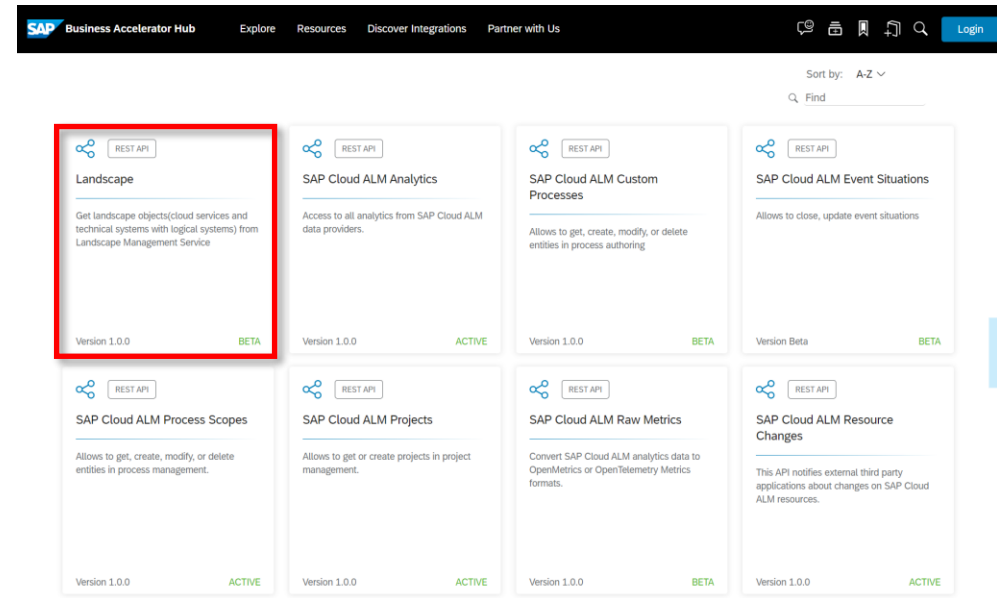 SAP Business Accelerator Hub Explore Resources Discover Integrations Partner with Us Login
Sort by: A-Z
Find
REST API
Landscape
Get landscape objects(cloud services and
technical systems with logical systems) from
Landscape Management Service
Version 1.0.0 BETA
REST API
SAP Cloud ALM Analytics
Access to all analytics from SAP Cloud ALM
data providers.
Version 1.0.0 ACTIVE
REST API
SAP Cloud ALM Custom
Processes
Allows to get, create, modify, or delete
entities in process authoring
Version 1.0.0 BETA
REST API
SAP Cloud ALM Event Situations
Allows to close, update event situations
Version Beta BETA
REST API
SAP Cloud ALM Process Scopes
Allows to get, create, modify, or delete
entities in process management.
Version 1.0.0 ACTIVE
REST API
SAP Cloud ALM Projects
Allows to get or create projects in project
management.
Version 1.0.0 ACTIVE
REST API
SAP Cloud ALM Raw Metrics
Convert SAP Cloud ALM analytics data to
OpenMetrics or OpenTelemetry Metrics
formats.
Version 1.0.0 BETA
REST API
SAP Cloud ALM Resource
Changes
This API notifies external third party
applications about changes on SAP Cloud
ALM resources.
Version 1.0.0 ACTIVE